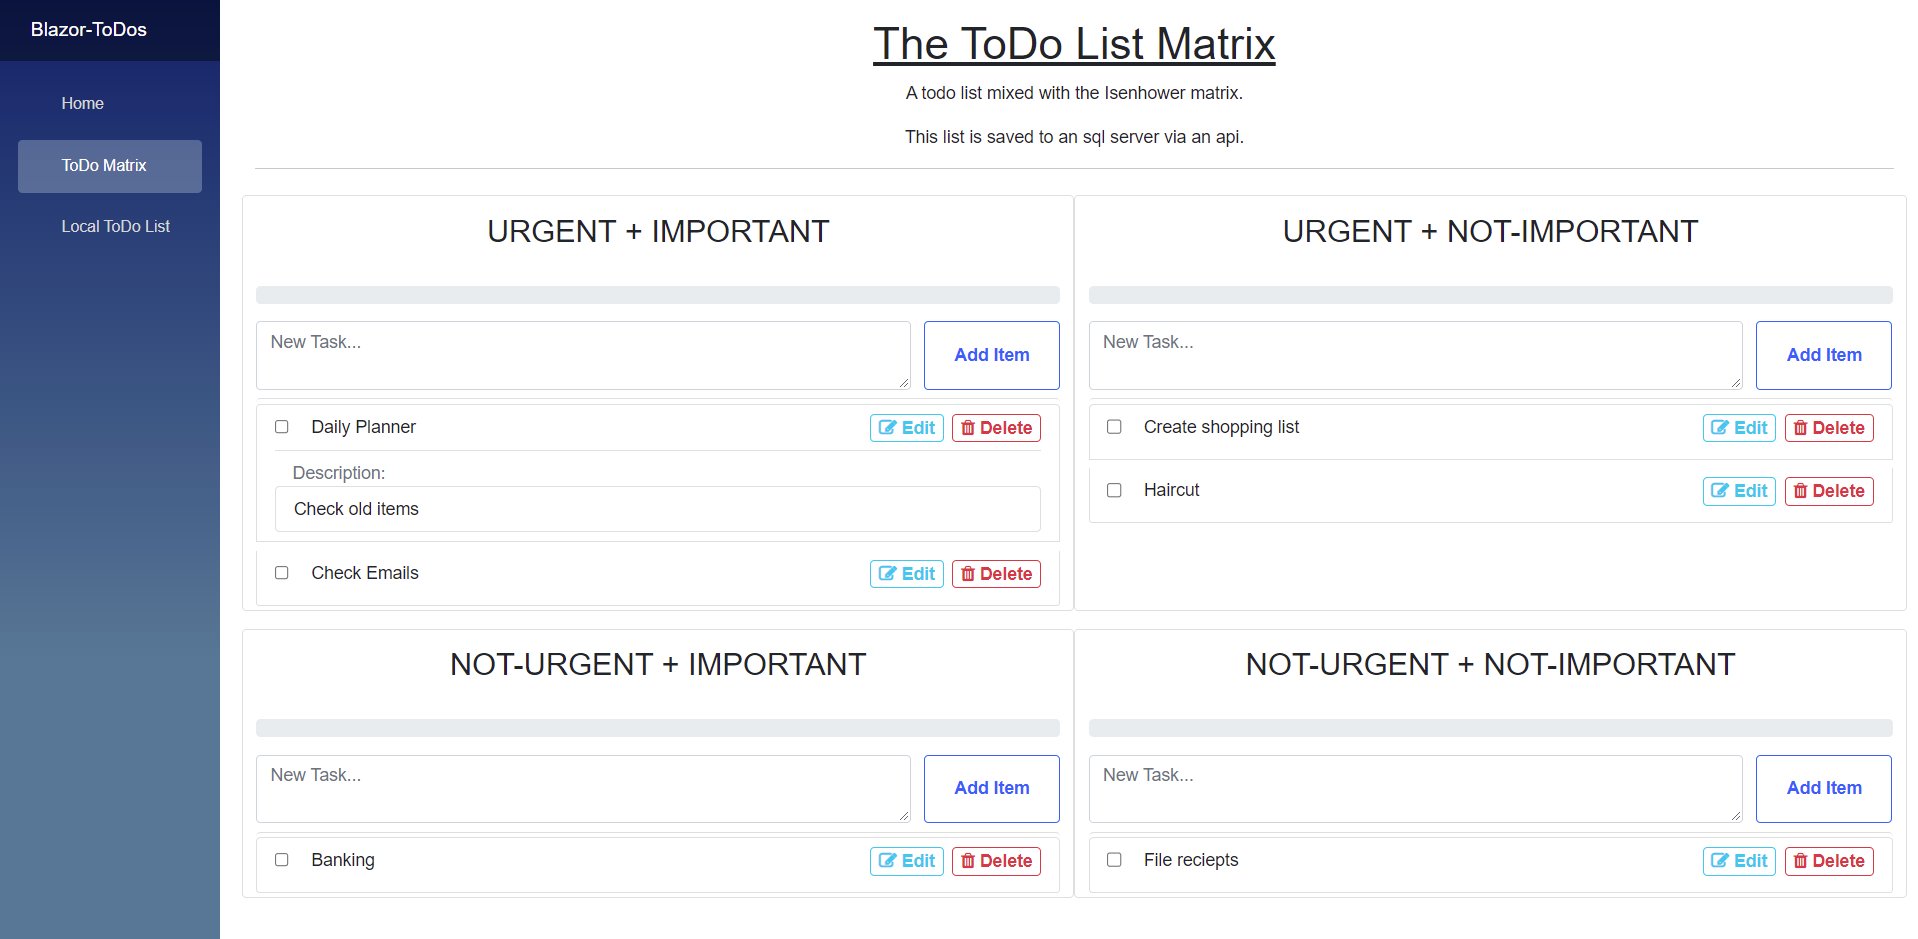 Blazor-ToDos
Home
ToDo Matrix
Local ToDo List
The ToDo List Matrix
A todo list mixed with the Isenhower matrix.
This list is saved to an sql server via an api.
URGENT + IMPORTANT
New Task...
Add Item
Daily Planner
Edit
Delete
Description:
Check old items
Check Emails
Edit
Delete
URGENT + NOT-IMPORTANT
New Task...
Add Item
Create shopping list
Edit
Delete
Haircut
Edit
Delete
NOT-URGENT + IMPORTANT
New Task...
Add Item
Banking
Edit
Delete
NOT-URGENT + NOT-IMPORTANT
New Task...
Add Item
File reciepts
Edit
Delete